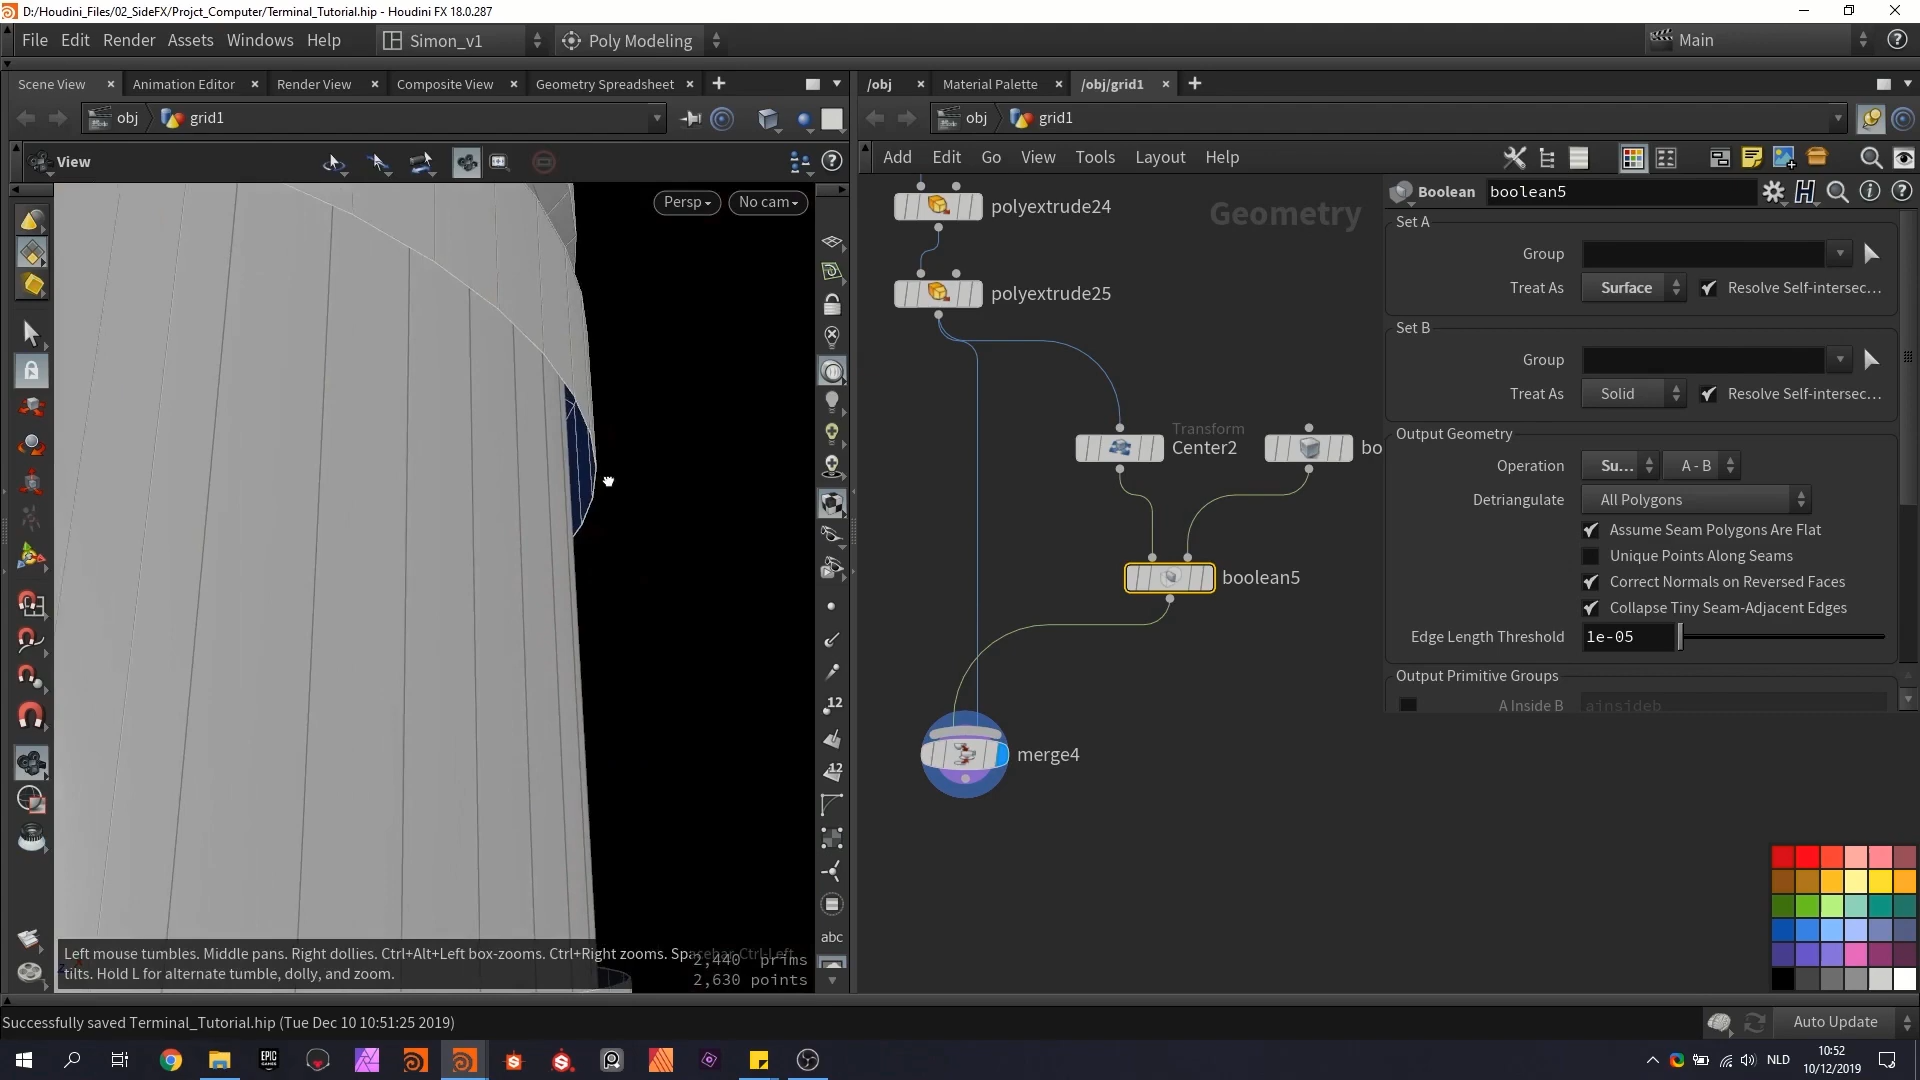 D:/Houdini_Files/02_SideFX/Projct_Computer/Terminal_Tutorial.hip - Houdini FX 18.0.287
File Edit Render Assets Windows Help Simon_v1 Poly Modeling Main
Scene View Animation Editor Render View Composite View Geometry Spreadsheet
obj grid1
View
Persp No cam
Left mouse tumbles. Middle pans. Right dollies. Ctrl+Alt+Left box-zooms. Ctrl+Right zooms. Spacebar-Ctrl-Left
tilts. Hold L for alternate tumble, dolly, and zoom.
2,440 prims
2,630 points
12
12
abc
/obj Material Palette /obj/grid1
obj grid1
Add Edit Go View Tools Layout Help
Geometry
polyextrude24
polyextrude25
Transform
Center2
bo
boolean5
merge4
Boolean boolean5
Set A
Group
Treat As Surface Resolve Self-intersec...
Set B
Group
Treat As Solid Resolve Self-intersec...
Output Geometry
Operation Su... A - B
Detriangulate All Polygons
Assume Seam Polygons Are Flat
Unique Points Along Seams
Correct Normals on Reversed Faces
Collapse Tiny Seam-Adjacent Edges
Edge Length Threshold 1e-05
Output Primitive Groups
A Inside B ainsideb
Successfully saved Terminal_Tutorial.hip (Tue Dec 10 10:51:25 2019)
Auto Update
EPIC GAMES
NLD
10:52
10/12/2019